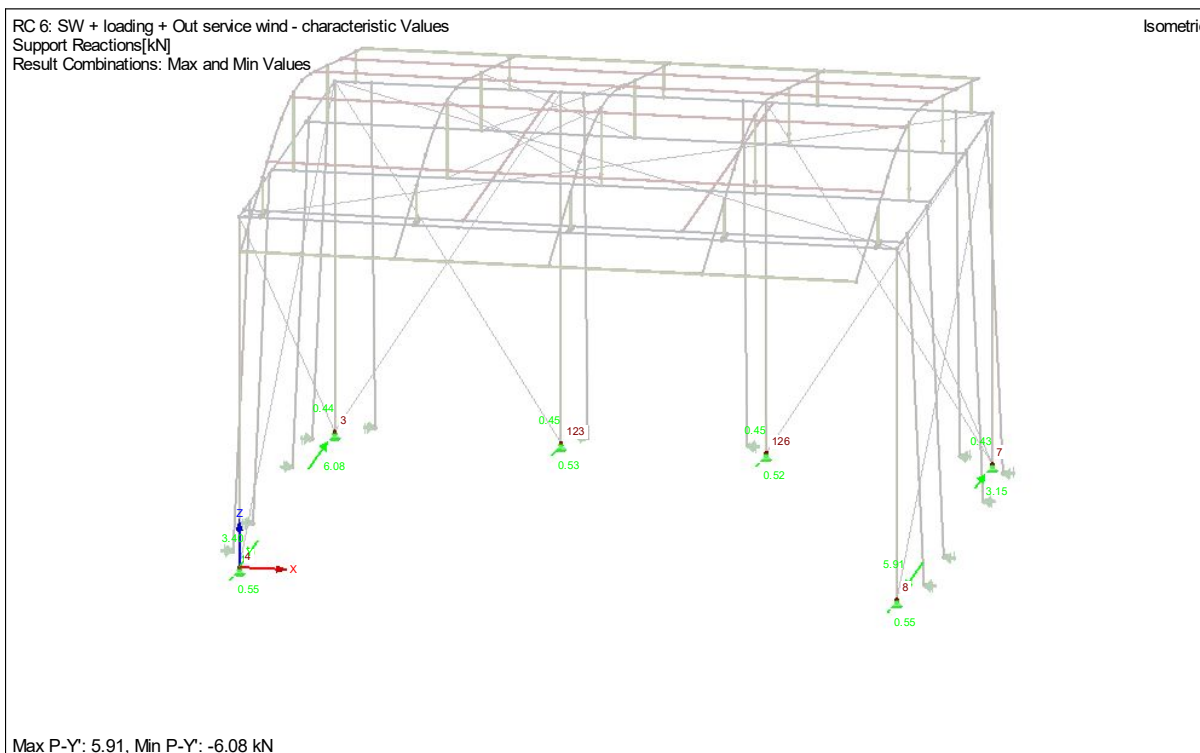 RC 6: SW + loading + Out service wind - characteristic Values
Isometric
Support Reactions[kN]
Result Combinations: Max and Min Values
0.44
3
6.08
0.45
123
0.53
0.45
126
0.52
0.43
7
3.15
Z
X
4
0.55
5.91
8
0.55
Max P-Y': 5.91, Min P-Y': -6.08 kN